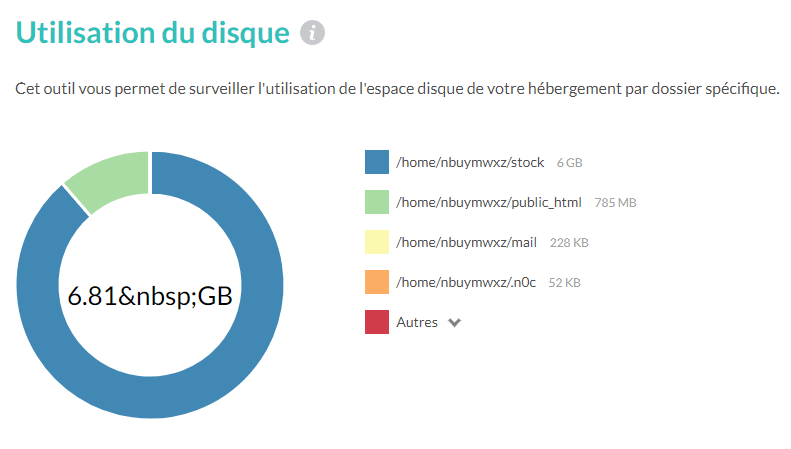 Utilisation du disque
Cet outil vous permet de surveiller l'utilisation de l'espace disque de votre hébergement par dossier spécifique.
6.81&nbsp;GB
/home/nbuymwxz/stock 6 GB
/home/nbuymwxz/public_html 785 MB
/home/nbuymwxz/mail 228 KB
/home/nbuymwxz/.n0c 52 KB
Autres